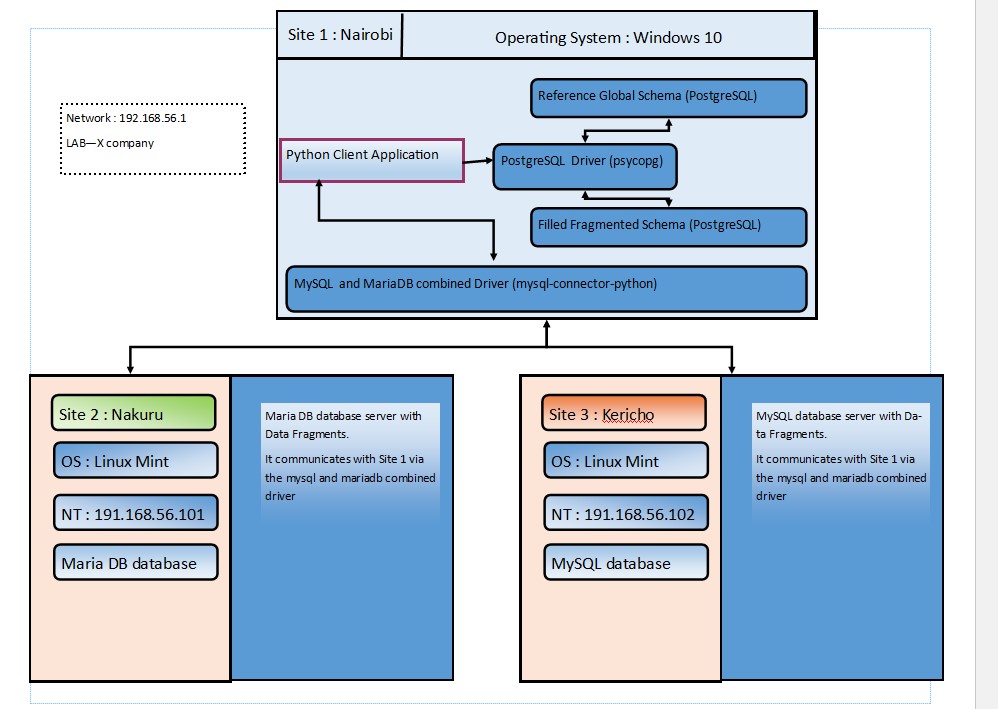 Site 1 : Nairobi
Operating System : Windows 10
Network : 192.168.56.1
LAB—X company
Reference Global Schema (PostgreSQL)
Python Client Application
PostgreSQL Driver (psycopg)
Filled Fragmented Schema (PostgreSQL)
MySQL and MariaDB combined Driver (mysql-connector-python)
Site 2 : Nakuru
OS : Linux Mint
NT : 191.168.56.101
Maria DB database
Maria DB database server with
Data Fragments.
It communicates with Site 1 via
the mysql and mariadb combined
driver
Site 3 : Kericho
OS : Linux Mint
NT : 191.168.56.102
MySQL database
MySQL database server with Da-
ta Fragments.
It communicates with Site 1 via
the mysql and mariadb combined
driver